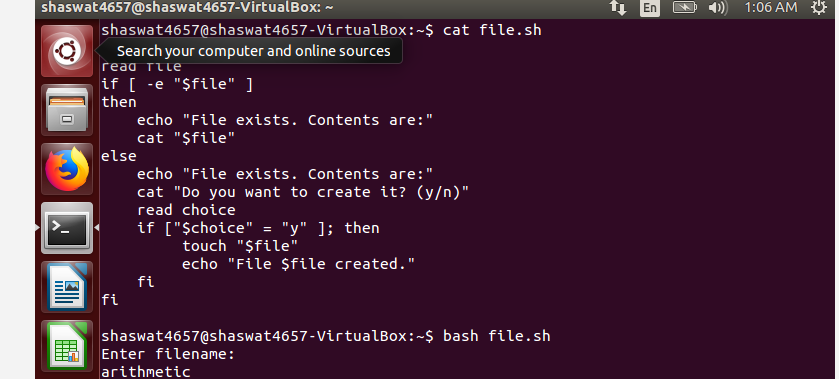 shaswat4657@shaswat4657-VirtualBox: ~ En 1:06 AM
shaswat4657@shaswat4657-VirtualBox:~$ cat file.sh
Search your computer and online sources
read file
if [ -e "$file" ]
then
    echo "File exists. Contents are:"
    cat "$file"
else
    echo "File exists. Contents are:"
    cat "Do you want to create it? (y/n)"
    read choice
    if ["$choice" = "y" ]; then
         touch "$file"
         echo "File $file created."
    fi
fi
shaswat4657@shaswat4657-VirtualBox:~$ bash file.sh
Enter filename:
arithmetic